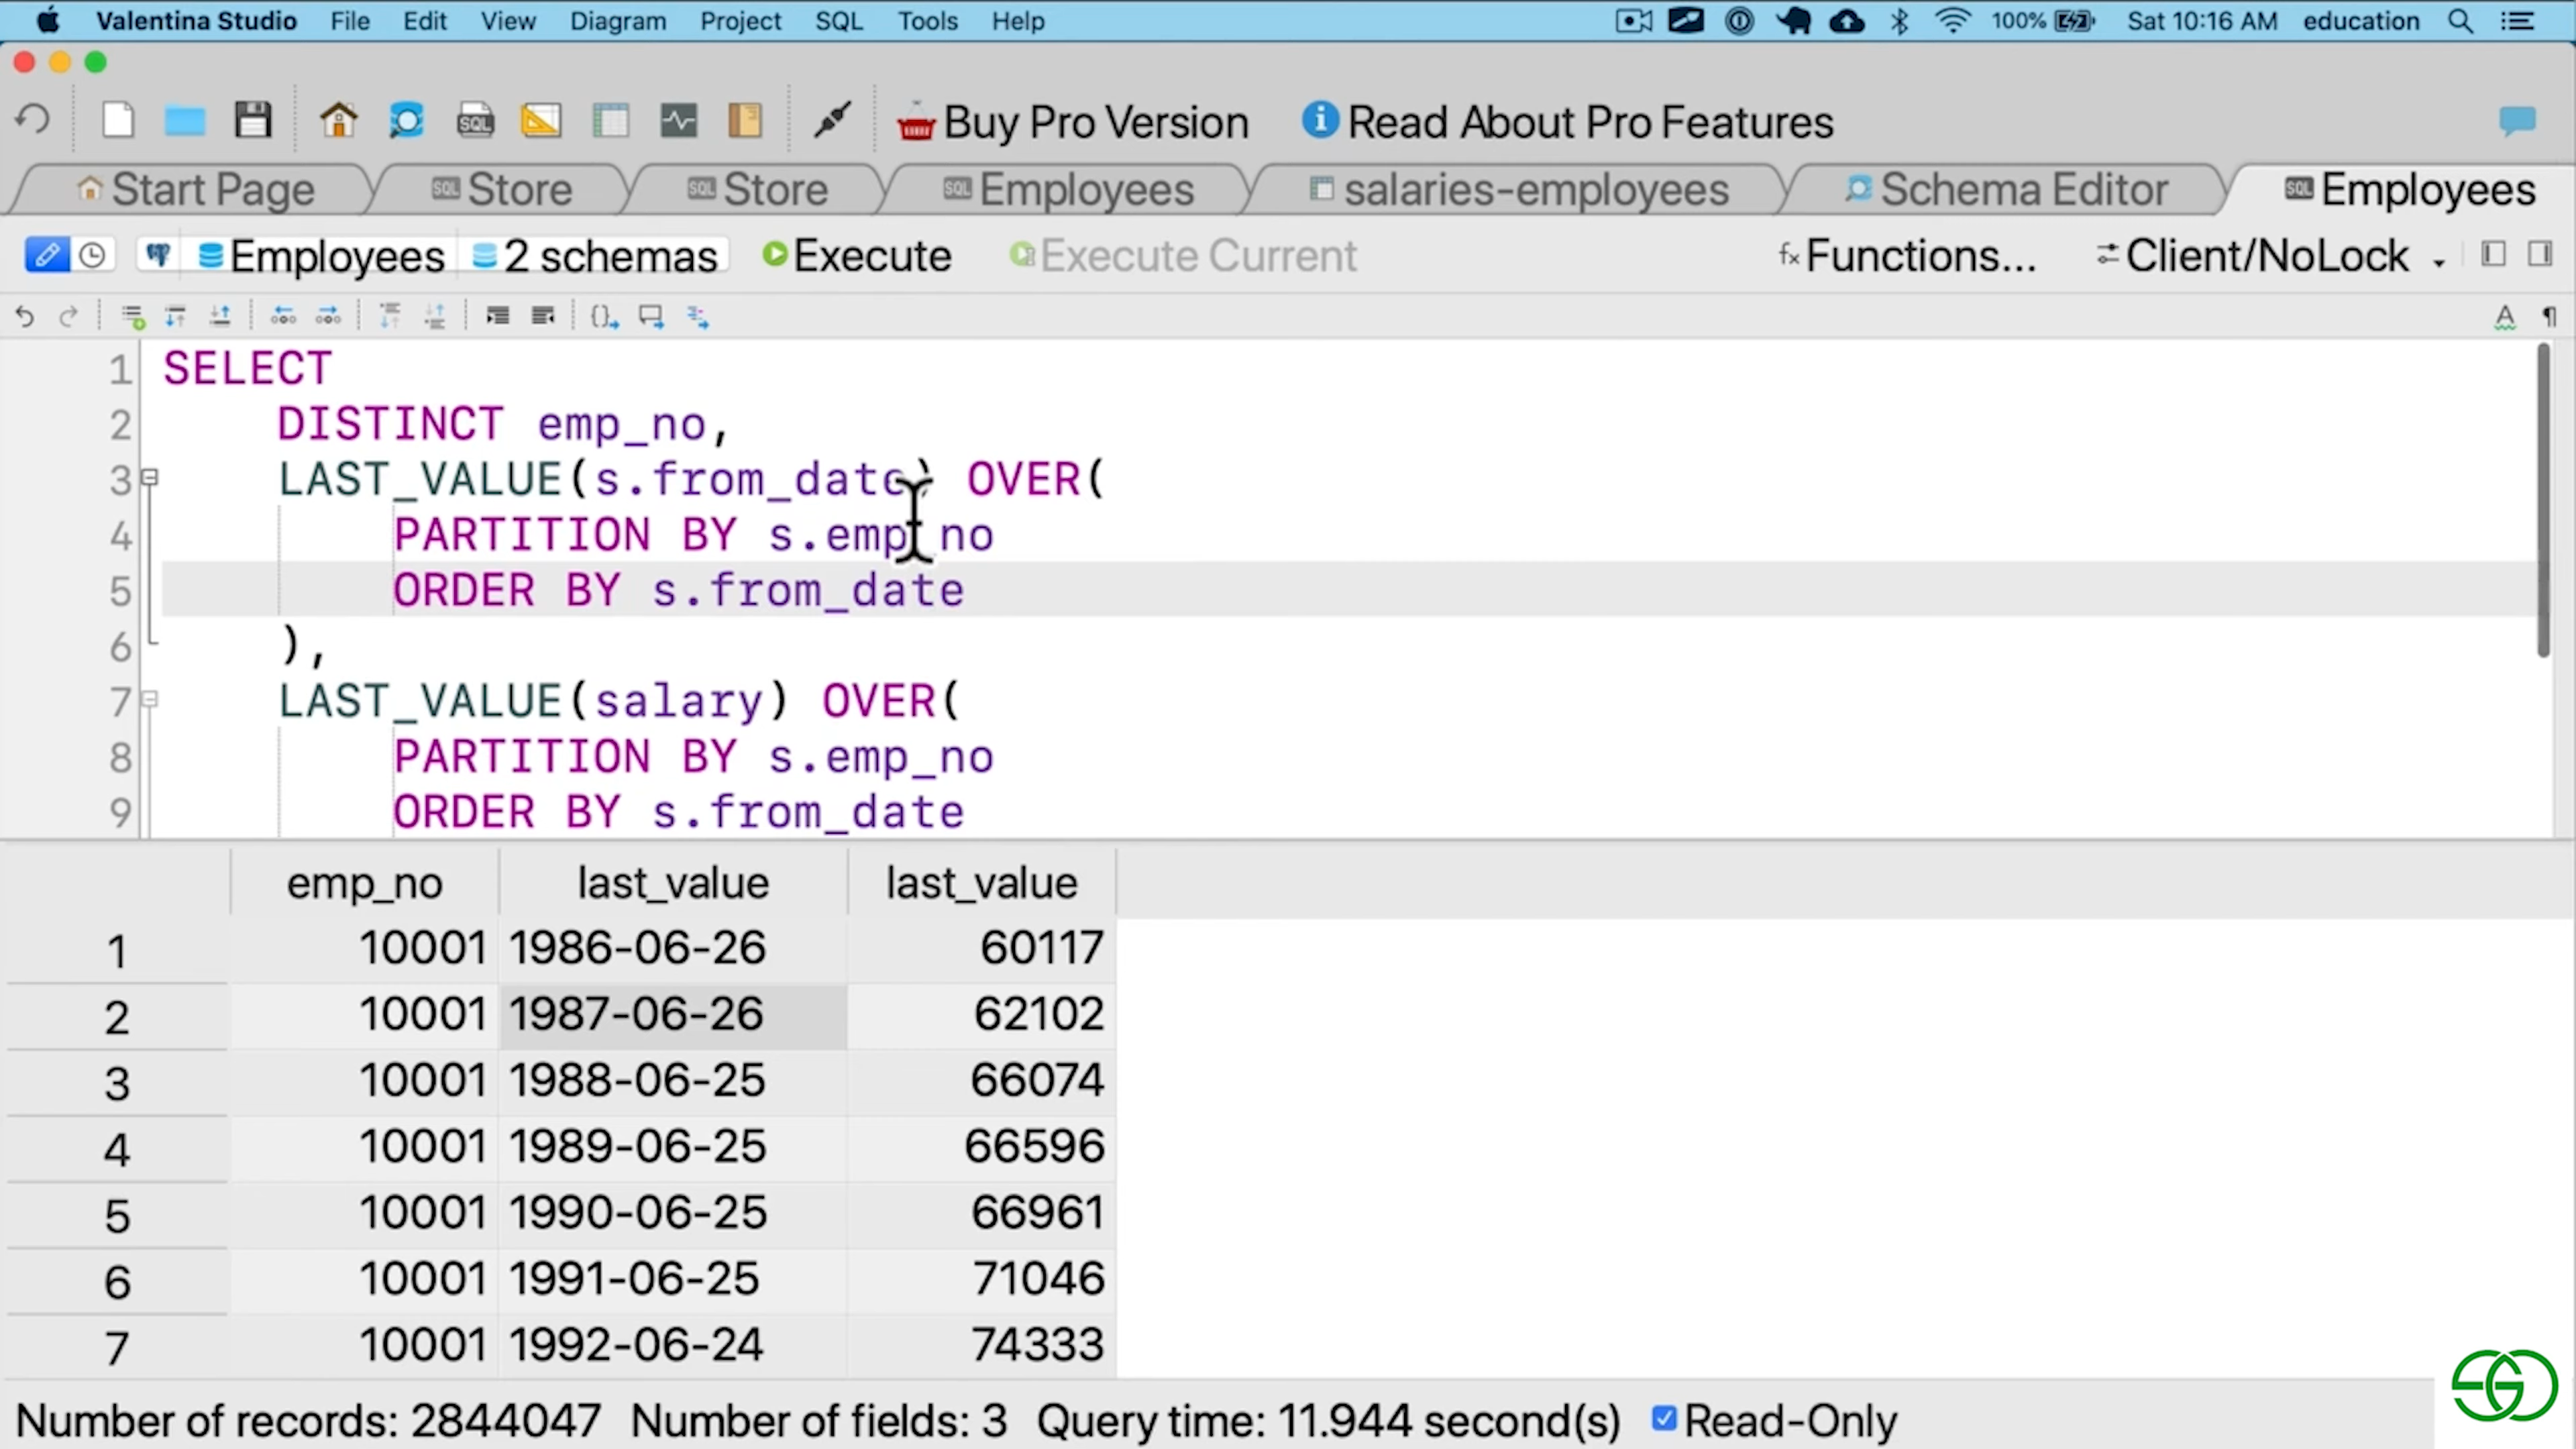 Valentina Studio File Edit View Diagram Project SQL Tools Help 100% Sat 10:16 AM education
SQL Buy Pro Version i Read About Pro Features
Start Page SQL Store SQL Store SQL Employees salaries-employees Schema Editor SQL Employees
Employees 2 schemas Execute Execute Current fx Functions... Client/NoLock
A ¶
1 SELECT
2 DISTINCT emp_no,
3 LAST_VALUE(s.from_date) OVER(
4 PARTITION BY s.emp_no
5 ORDER BY s.from_date
6 ),
7 LAST_VALUE(salary) OVER(
8 PARTITION BY s.emp_no
9 ORDER BY s.from_date
emp_no last_value last_value
1 10001 1986-06-26 60117
2 10001 1987-06-26 62102
3 10001 1988-06-25 66074
4 10001 1989-06-25 66596
5 10001 1990-06-25 66961
6 10001 1991-06-25 71046
7 10001 1992-06-24 74333
Number of records: 2844047 Number of fields: 3 Query time: 11.944 second(s) Read-Only